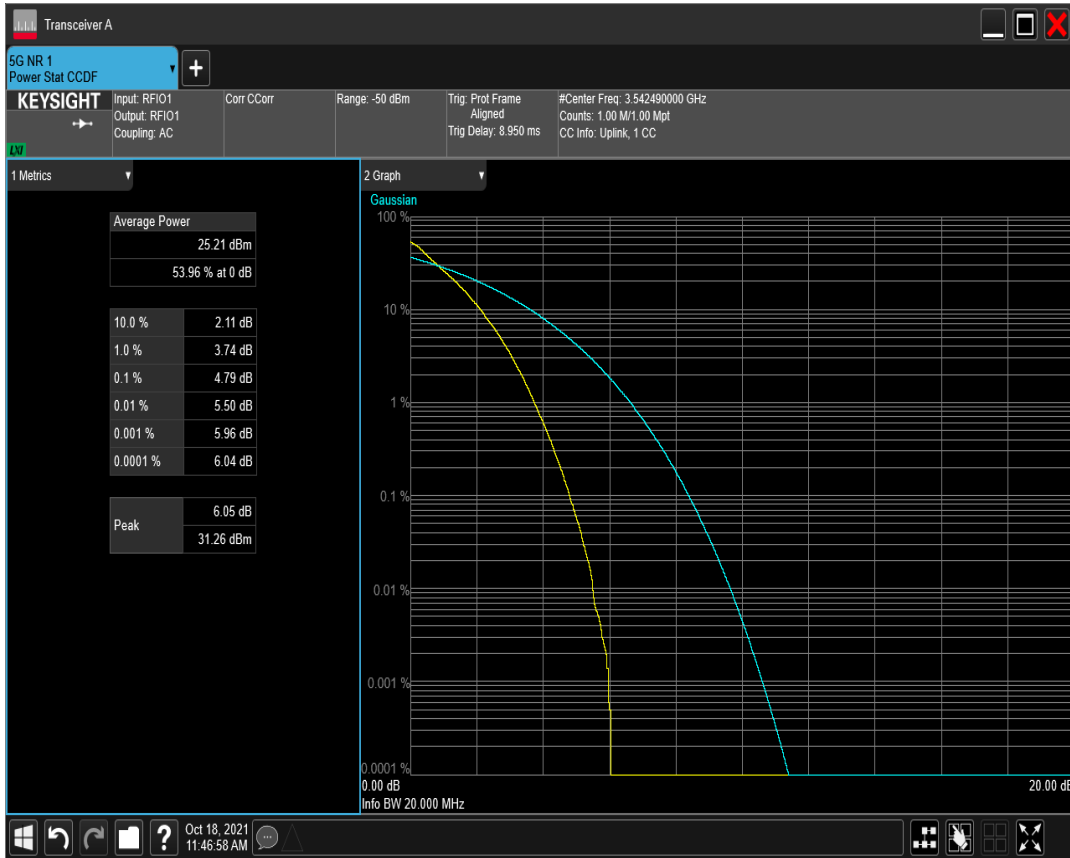 Transceiver A
5G NR 1
Power Stat CCDF
KEYSIGHT
LXI
Input: RFIO1
Output: RFIO1
Coupling: AC
Corr CCorr
Range: -50 dBm
Trig: Prot Frame
Aligned
Trig Delay: 8.950 ms
#Center Freq: 3.542490000 GHz
Counts: 1.00 M/1.00 Mpt
CC Info: Uplink, 1 CC
1 Metrics
Average Power
25.21 dBm
53.96 % at 0 dB
10.0 % 2.11 dB
1.0 % 3.74 dB
0.1 % 4.79 dB
0.01 % 5.50 dB
0.001 % 5.96 dB
0.0001 % 6.04 dB
Peak
6.05 dB
31.26 dBm
2 Graph
Gaussian
100 %
10 %
1 %
0.1 %
0.01 %
0.001 %
0.0001 %
0.00 dB 20.00 dB
Info BW 20.000 MHz
Oct 18, 2021
11:46:58 AM